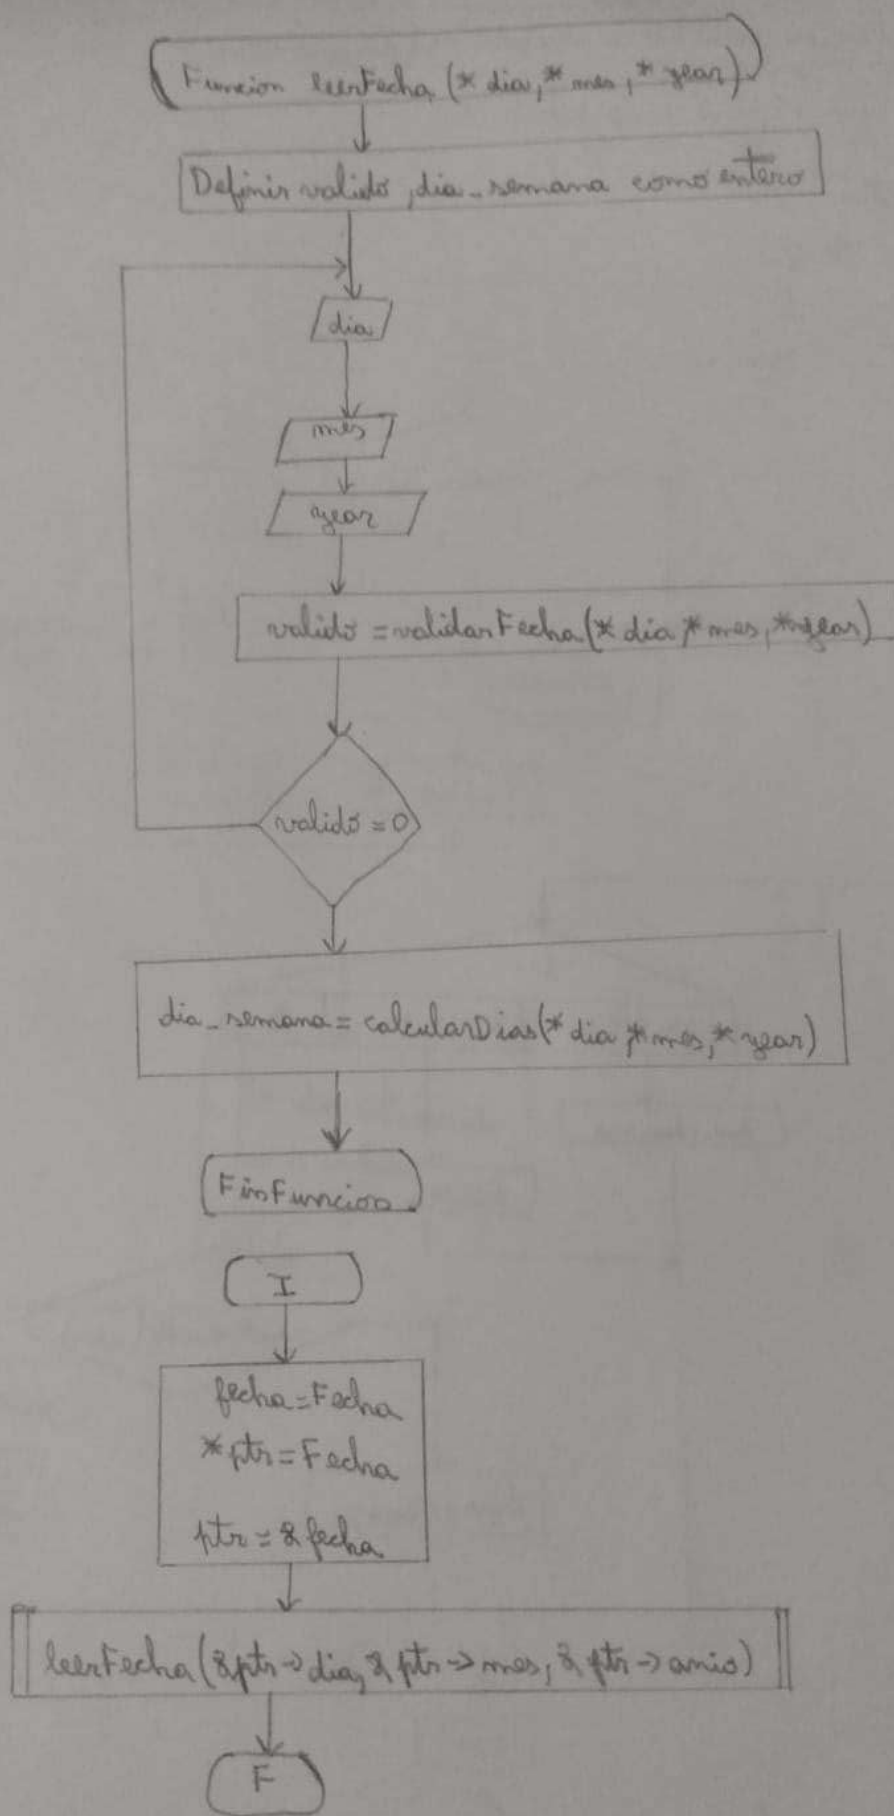 Funcion leerFecha (* dia, * mes, * year)
Definir valido, dia_semana como entero
dia
mes
year
valido = validarFecha (* dia, * mes, * year)
valido = 0
dia_semana = calcularDias(* dia, * mes, * year)
FinFuncion
I
fecha = Fecha
*ptr = Fecha
ptr = &fecha
leerFecha (&ptr->dia, &ptr->mes, &ptr->anio)
F